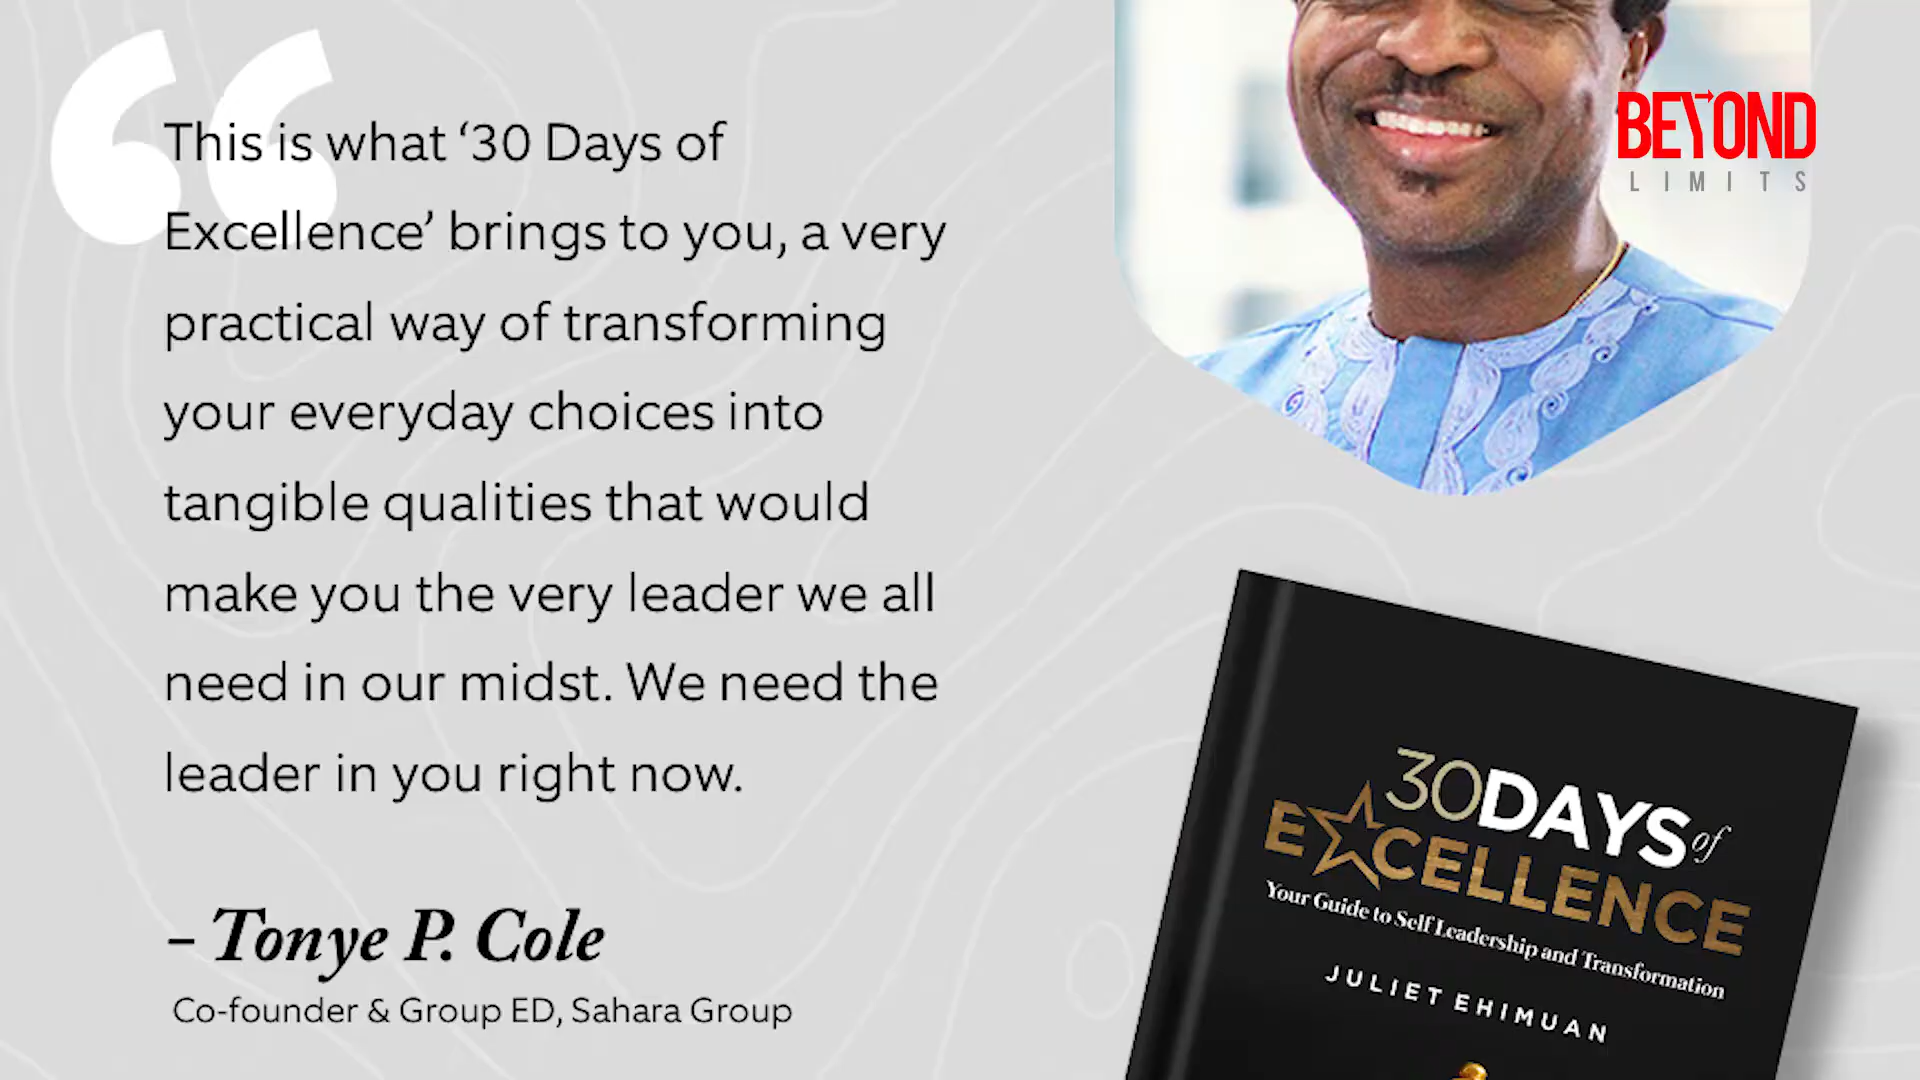 This is what ‘30 Days of
Excellence’ brings to you, a very
practical way of transforming
your everyday choices into
tangible qualities that would
make you the very leader we all
need in our midst. We need the
leader in you right now.
– Tonye P. Cole
Co-founder & Group ED, Sahara Group
BEYOND
LIMITS
30DAYS of
EXCELLENCE
Your Guide to Self Leadership and Transformation
JULIET EHIMUAN